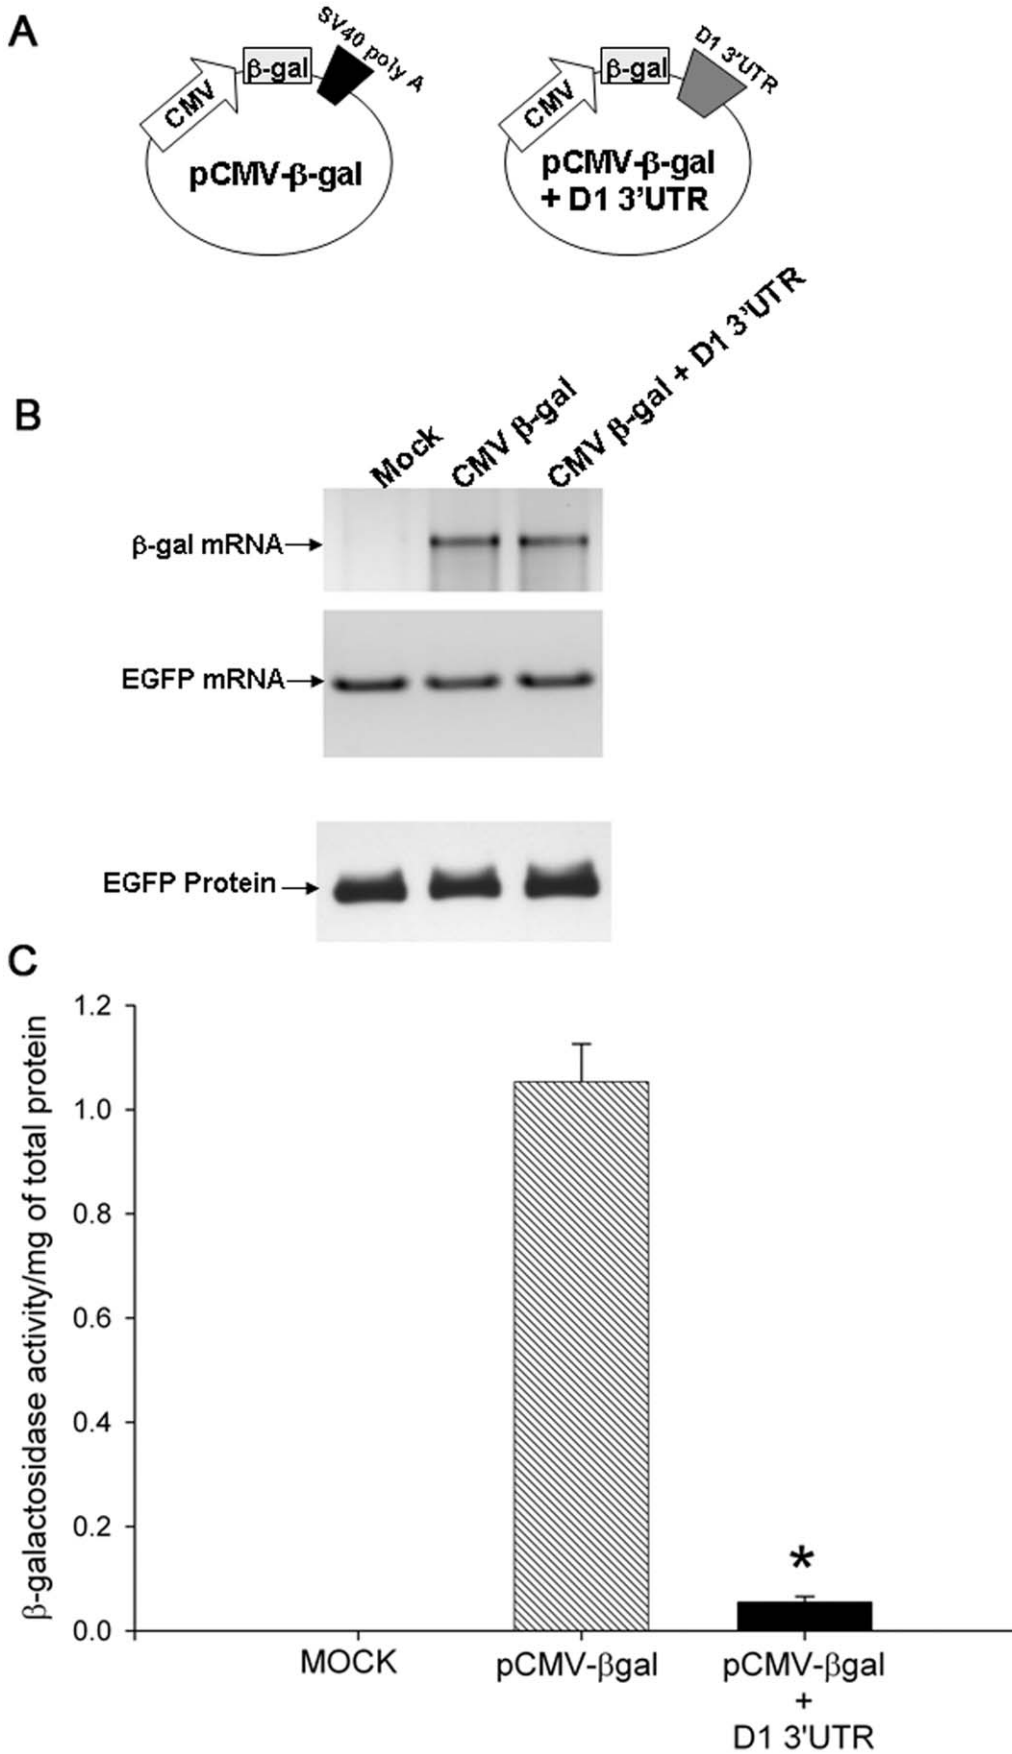 A
CMV
β-gal
SV40 poly A
pCMV-β-gal
CMV
β-gal
D1 3'UTR
pCMV-β-gal
+ D1 3'UTR
B
Mock
CMV β-gal
CMV β-gal + D1 3'UTR
β-gal mRNA
EGFP mRNA
EGFP Protein
C
β-galactosidase activity/mg of total protein
1.2
1.0
0.8
0.6
0.4
0.2
0.0
*
MOCK
pCMV-βgal
pCMV-βgal
+
D1 3'UTR